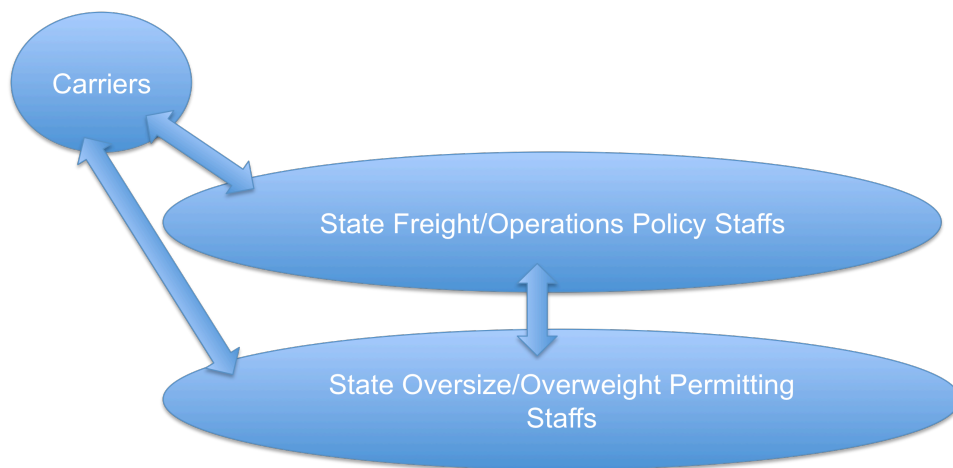 Carriers
State Freight/Operations Policy Staffs
State Oversize/Overweight Permitting
Staffs